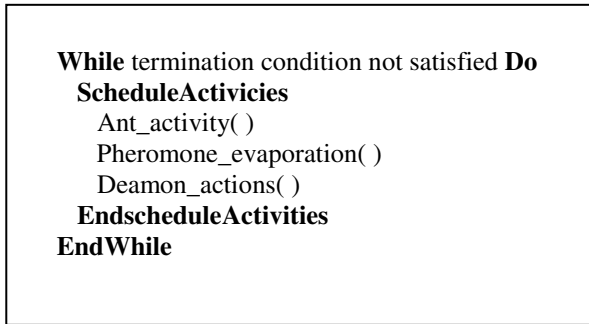 While termination condition not satisfied Do
ScheduleActivicies
Ant_activity( )
Pheromone_evaporation( )
Deamon_actions( )
EndscheduleActivities
EndWhile